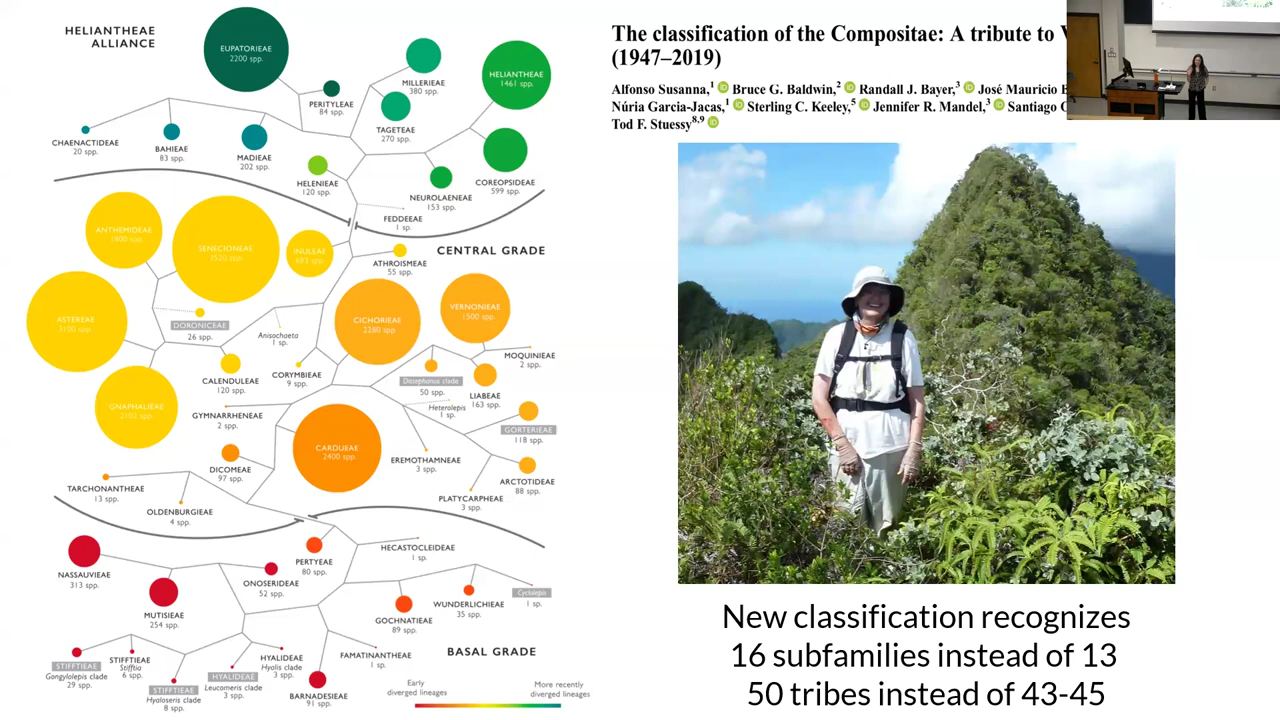 HELIANTHEAE
ALLIANCE
EUPATORIEAE
2200 spp.
PERITYLEAE
84 spp.
MILLERIEAE
380 spp.
HELIANTHEAE
1461 spp.
TAGETEAE
270 spp.
CHAENACTIDEAE
20 spp.
BAHIEAE
83 spp.
MADIEAE
202 spp.
HELENIEAE
120 spp.
COREOPSIDEAE
599 spp.
NEUROLAENEAE
153 spp.
FEDDEEAE
1 sp.
CENTRAL GRADE
ANTHEMIDEAE
1800 spp.
SENECIONEAE
3520 spp.
INULEAE
ATHROISMEAE
55 spp.
ASTEREAE
3100 spp.
DORONICEAE
26 spp.
Anisochaeta
1 sp.
CICHORIEAE
2280 spp.
VERNONIEAE
1500 spp.
MOQUINIEAE
2 spp.
CALENDULEAE
120 spp.
CORYMBIEAE
9 spp.
Distephanus clade
50 spp.
LIABEAE
163 spp.
GNAPHALIEAE
2102 spp.
GYMNARRHENEAE
2 spp.
Heterolepis
1 sp.
GORTERIEAE
118 spp.
CARDUEAE
2400 spp.
DICOMEAE
97 spp.
EREMOTHAMNEAE
3 spp.
ARCTOTIDEAE
88 spp.
TARCHONANTHEAE
13 spp.
OLDENBURGIEAE
4 spp.
PLATYCARPHEAE
3 spp.
NASSAUVIEAE
313 spp.
MUTISIEAE
254 spp.
ONOSERIDEAE
52 spp.
PERTYEAE
80 spp.
HECASTOCLEIDEAE
1 sp.
GOCHNATIEAE
89 spp.
WUNDERLICHIEAE
35 spp.
Cyclolepis
1 sp.
STIFFTIEAE
Gongylolepis clade
29 spp.
STIFFTIEAE
Stifftia
6 spp.
STIFFTIEAE
Hyaloseris clade
8 spp.
HYALIDEAE
Leucomeris clade
3 spp.
HYALIDEAE
Hyalis clade
3 spp.
FAMATINANTHEAE
1 sp.
BARNADESIEAE
91 spp.
BASAL GRADE
Early
diverged lineages
More recently
diverged lineages
The classification of the Compositae: A tribute to
(1947–2019)
Alfonso Susanna,1 Bruce G. Baldwin,2 Randall J. Bayer,3 José Mauricio
Núria Garcia-Jacas,1 Sterling C. Keeley,5 Jennifer R. Mandel,3 Santiago
Tod F. Stuessy8,9
New classification recognizes
16 subfamilies instead of 13
50 tribes instead of 43-45